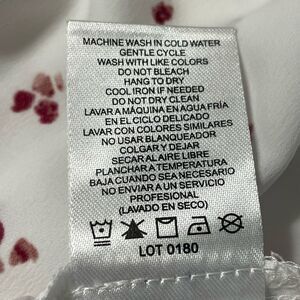 MACHINE WASH IN COLD WATER
GENTLE CYCLE
WASH WITH LIKE COLORS
DO NOT BLEACH
HANG TO DRY
COOL IRON IF NEEDED
DO NOT DRY CLEAN
LAVAR A MÁQUINA EN AGUA FRÍA
EN EL CICLO DELICADO
LAVAR CON COLORES SIMILARES
NO USAR BLANQUEADOR
COLGAR Y DEJAR
SECAR AL AIRE LIBRE
PLANCHAR A TEMPERATURA
BAJA CUANDO SEA NECESARIO
NO ENVIAR A UN SERVICIO
PROFESIONAL
(LAVADO EN SECO)
LOT 0180